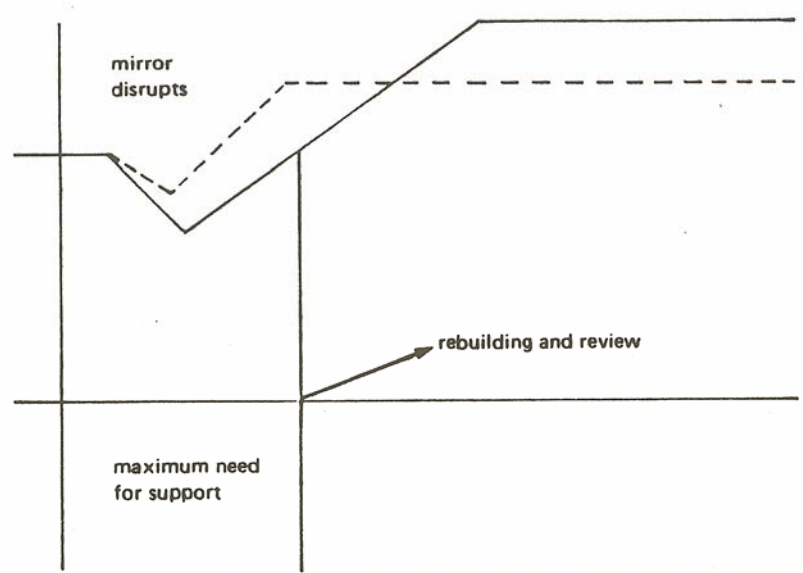 mirror
disrupts
rebuilding and review
maximum need
for support